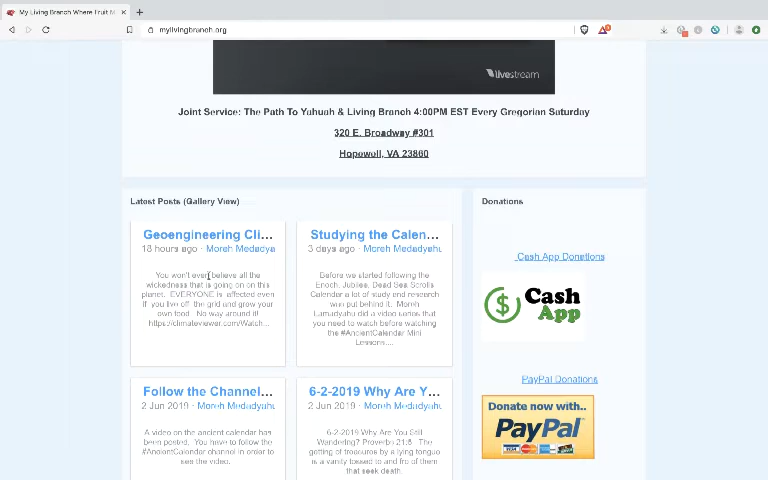 My Living Branch Where Fruit M
mylivingbranch.org
livestream
Joint Service: The Path To Yahuah & Living Branch 4:00PM EST Every Gregorian Saturday
320 E. Broadway #301
Hopewell, VA 23860
Latest Posts (Gallery View)
Donations
Geoengineering Cli...
18 hours ago · Moreh Medadya
You won't even believe all the
wickedness that is going on on this
planet. EVERYONE is affected even
if you live off the grid and grow your
own food. No way around it!
https://climateviewer.com/Watch...
Studying the Calen...
3 days ago · Moreh Medadyahu
Before we started following the
Enoch, Jubilee, Dead Sea Scrolls
Calendar a lot of study and research
was put behind it. Moreh
Lamadyahu did a video series that
you need to watch before watching
the #AncientCalendar Mini
Lessons....
Cash App Donations
Cash
App
PayPal Donations
Donate now with..
PayPal
Follow the Channel...
2 Jun 2019 · Moreh Medadyahu
A video on the ancient calendar has
been posted. You have to follow the
#AncientCalendar channel in order to
see the video.
6-2-2019 Why Are Y...
2 Jun 2019 · Moreh Medadyahu
6-2-2019 Why Are You Still
Wandering? Proverbs 21:6 The
getting of treasures by a lying tongue
is a vanity tossed to and fro of them
that seek death.